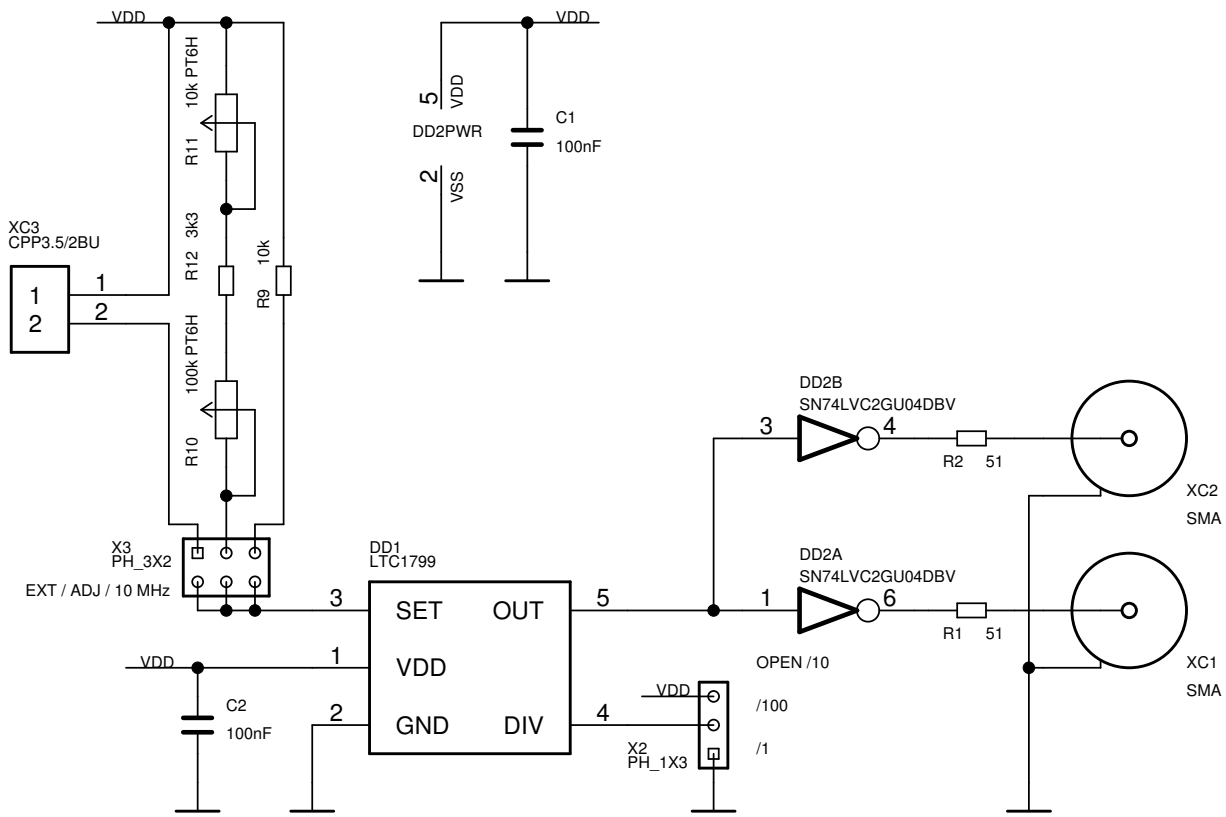 VDD
VDD
10k PT6H
R11
5
VDD
DD2PWR
2
VSS
C1
100nF
XC3
CPP3.5/2BU
1
2
1
2
3k3
R12
10k
R9
100k PT6H
R10
DD2B
SN74LVC2GU04DBV
3
4
R2
51
XC2
SMA
X3
PH_3X2
EXT / ADJ / 10 MHz
DD1
LTC1799
3
SET
OUT
5
1
VDD
VDD
2
GND
DIV
4
C2
100nF
DD2A
SN74LVC2GU04DBV
1
6
R1
51
XC1
SMA
OPEN /10
VDD
/100
X2
PH_1X3
/1